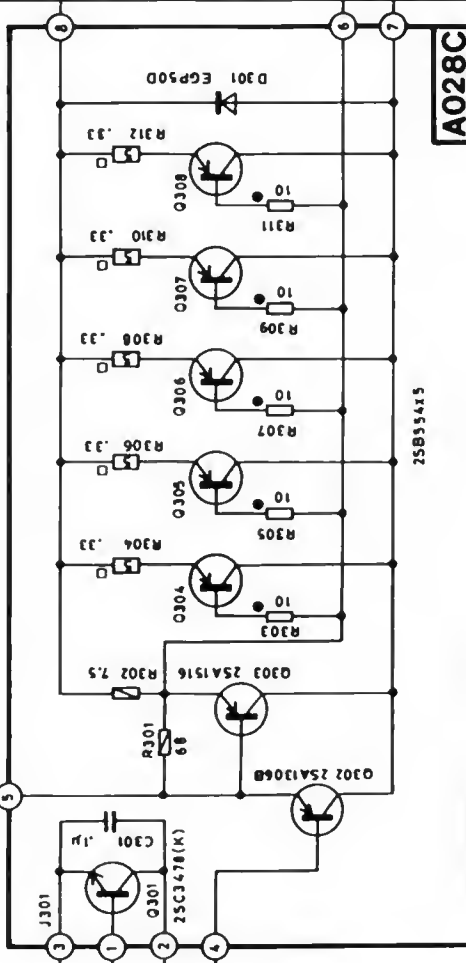 8
6
7
A028C
D301 EGP50D
R312 .33
Q308
10
R311
R310 .33
Q307
10
R309
R308 .33
Q306
10
R307
R306 .33
Q305
10
R305
2SB554x5
R304 .33
Q304
10
R303
R302 7.5
Q303 2SA1516
R301
68
Q302 2SA1306B
5
C301
.1µ
J301
Q301
2SC3478(K)
3
1
2
4